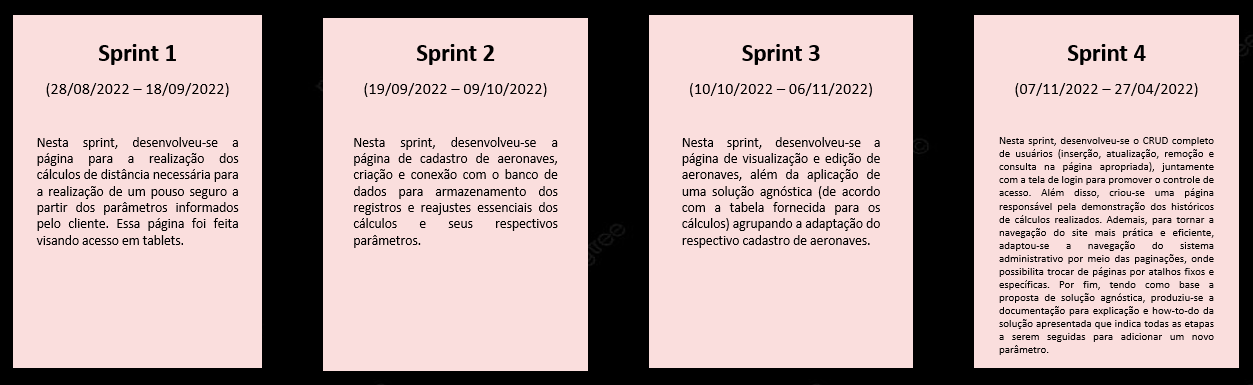 Sprint 1
(28/08/2022 – 18/09/2022)
Nesta sprint, desenvolveu-se a
página para a realização dos
cálculos de distância necessária para
a realização de um pouso seguro a
partir dos parâmetros informados
pelo cliente. Essa página foi feita
visando acesso em tablets.
Sprint 2
(19/09/2022 – 09/10/2022)
Nesta sprint, desenvolveu-se a
página de cadastro de aeronaves,
criação e conexão com o banco de
dados para armazenamento dos
registros e reajustes essenciais dos
cálculos e seus respectivos
parâmetros.
Sprint 3
(10/10/2022 – 06/11/2022)
Nesta sprint, desenvolveu-se a
página de visualização e edição de
aeronaves, além da aplicação de
uma solução agnóstica (de acordo
com a tabela fornecida para os
cálculos) agrupando a adaptação do
respectivo cadastro de aeronaves.
Sprint 4
(07/11/2022 – 27/04/2022)
Nesta sprint, desenvolveu-se o CRUD completo
de usuários (inserção, atualização, remoção e
consulta na página apropriada), juntamente
com a tela de login para promover o controle de
acesso. Além disso, criou-se uma página
responsável pela demonstração dos históricos
de cálculos realizados. Ademais, para tornar a
navegação do site mais prática e eficiente,
adaptou-se a navegação do sistema
administrativo por meio das paginações, onde
possibilita trocar de páginas por atalhos fixos e
específicas. Por fim, tendo como base a
proposta de solução agnóstica, produziu-se a
documentação para explicação e how-to-do da
solução apresentada que indica todas as etapas
a serem seguidas para adicionar um novo
parâmetro.